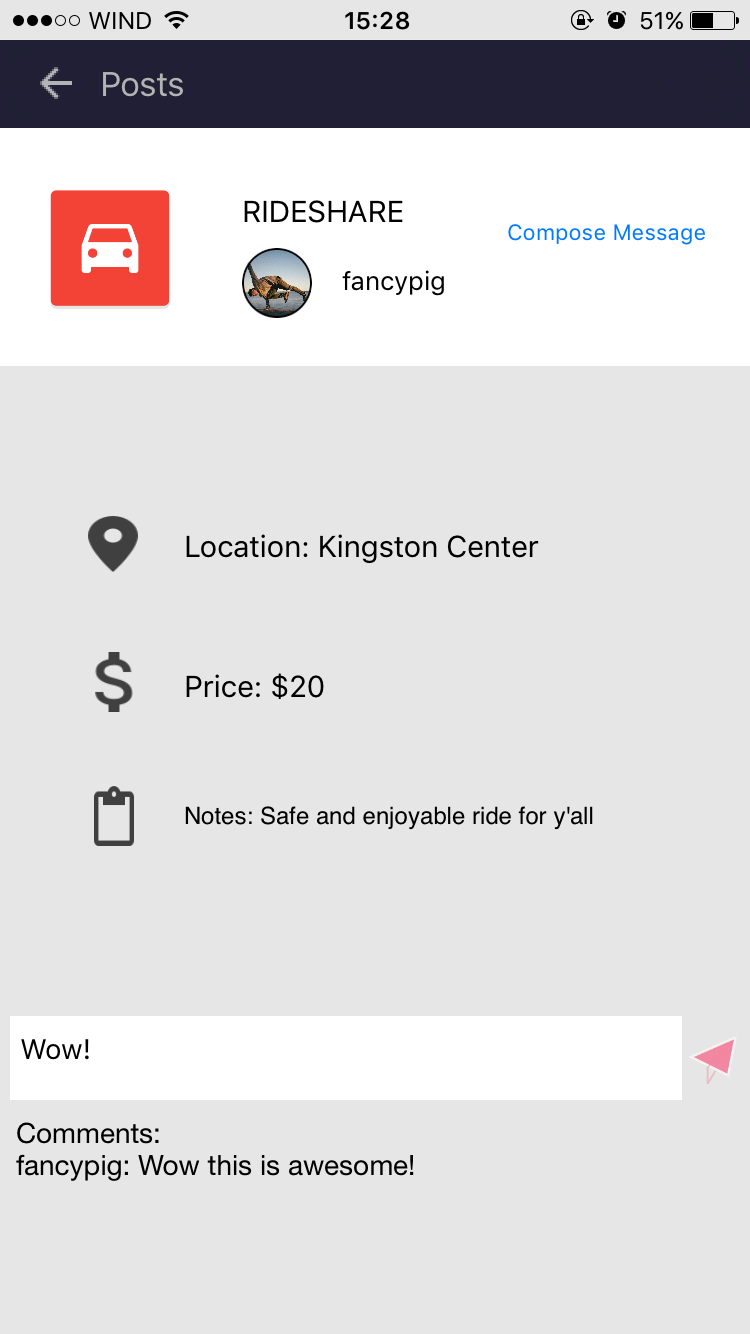 WIND 15:28 51%
Posts
RIDESHARE
Compose Message
fancypig
Location: Kingston Center
Price: $20
Notes: Safe and enjoyable ride for y'all
Wow!
Comments:
fancypig: Wow this is awesome!